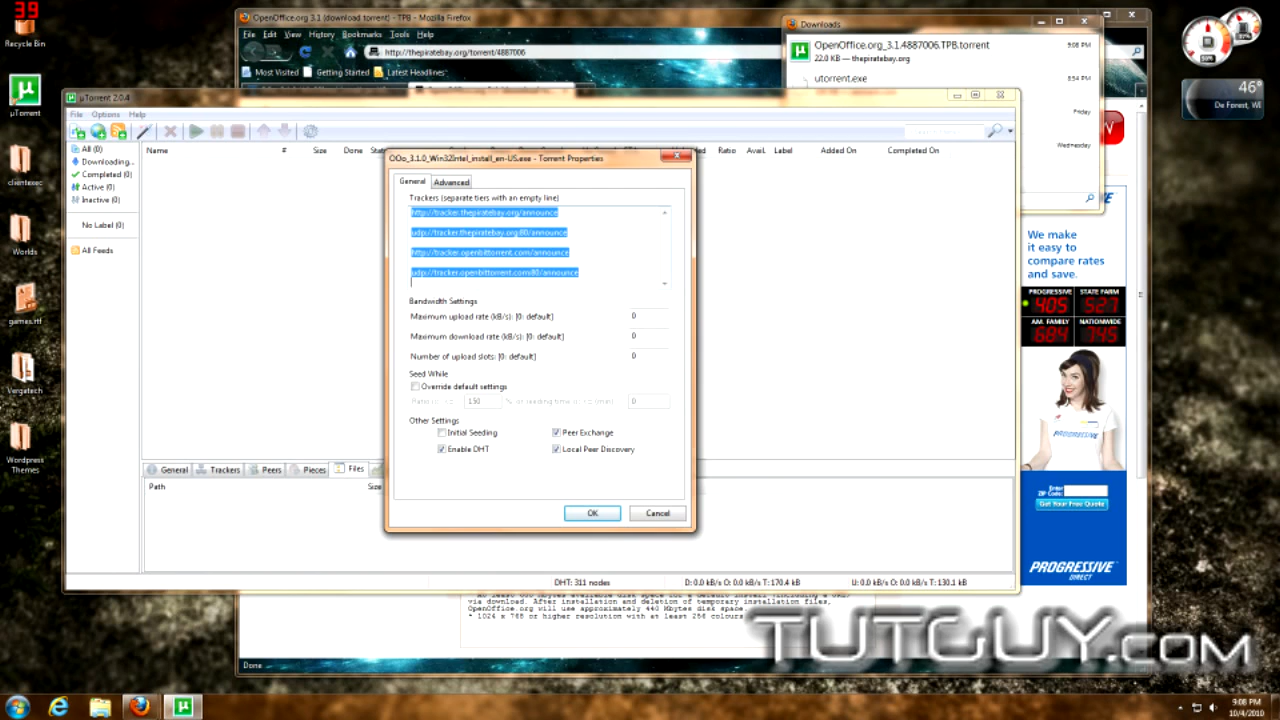 39
Recycle Bin
µTorrent
clientexec
Worlds
games.rtf
Vergatech
Wordpress
Themes
OpenOffice.org 3.1 (download torrent) - TPB - Mozilla Firefox
File Edit View History Bookmarks Tools Help
http://thepiratebay.org/torrent/4887006
Most Visited Getting Started Latest Headlines
Downloads
OpenOffice.org_3.1.4887006.TPB.torrent 9:08 PM
22.0 KB — thepiratebay.org
utorrent.exe 8:54 PM
Friday
Wednesday
46°
De Forest, WI
µTorrent 2.0.4
File Options Help
All (0)
Downloading...
Completed (0)
Active (0)
Inactive (0)
No Label (0)
All Feeds
Name # Size Done Ratio Avail. Label Added On Completed On
OOo_3.1.0_Win32Intel_install_en-US.exe - Torrent Properties
General Advanced
Trackers (separate tiers with an empty line)
http://tracker.thepiratebay.org/announce
udp://tracker.thepiratebay.org:80/announce
http://tracker.openbittorrent.com/announce
udp://tracker.openbittorrent.com:80/announce
Bandwidth Settings
Maximum upload rate (kB/s): [0: default] 0
Maximum download rate (kB/s): [0: default] 0
Number of upload slots: [0: default] 0
Seed While
Override default settings
150 % 0
Other Settings
Initial Seeding Peer Exchange
Enable DHT Local Peer Discovery
OK Cancel
General Trackers Peers Pieces Files
Path Size
DHT: 311 nodes D: 0.0 kB/s O: 0.0 kB/s T: 170.4 kB U: 0.0 kB/s O: 0.0 kB/s T: 130.1 kB
via download. After installation and deletion of temporary installation files,
OpenOffice.org will use approximately 440 Mbytes disk space
* 1024 x 768 or higher resolution with at least 256 colours
Done
We make
it easy to
compare rates
and save.
PROGRESSIVE STATE FARM
405 527
AM. FAMILY NATIONWIDE
684 745
PROGRESSIVE
Enter
ZIP Code:
Get Your Free Quote
PROGRESSIVE
DIRECT
TUTGUY.COM
9:08 PM
10/4/2010